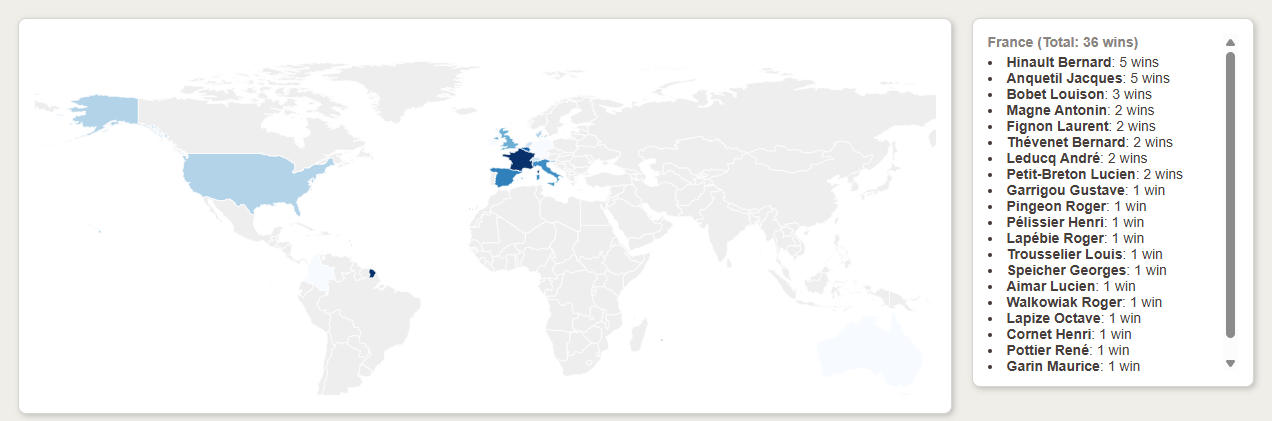 France (Total: 36 wins)
• Hinault Bernard: 5 wins
• Anquetil Jacques: 5 wins
• Bobet Louison: 3 wins
• Magne Antonin: 2 wins
• Fignon Laurent: 2 wins
• Thévenet Bernard: 2 wins
• Leducq André: 2 wins
• Petit-Breton Lucien: 2 wins
• Garrigou Gustave: 1 win
• Pingeon Roger: 1 win
• Pélissier Henri: 1 win
• Lapébie Roger: 1 win
• Trousselier Louis: 1 win
• Speicher Georges: 1 win
• Aimar Lucien: 1 win
• Walkowiak Roger: 1 win
• Lapize Octave: 1 win
• Cornet Henri: 1 win
• Pottier René: 1 win
• Garin Maurice: 1 win